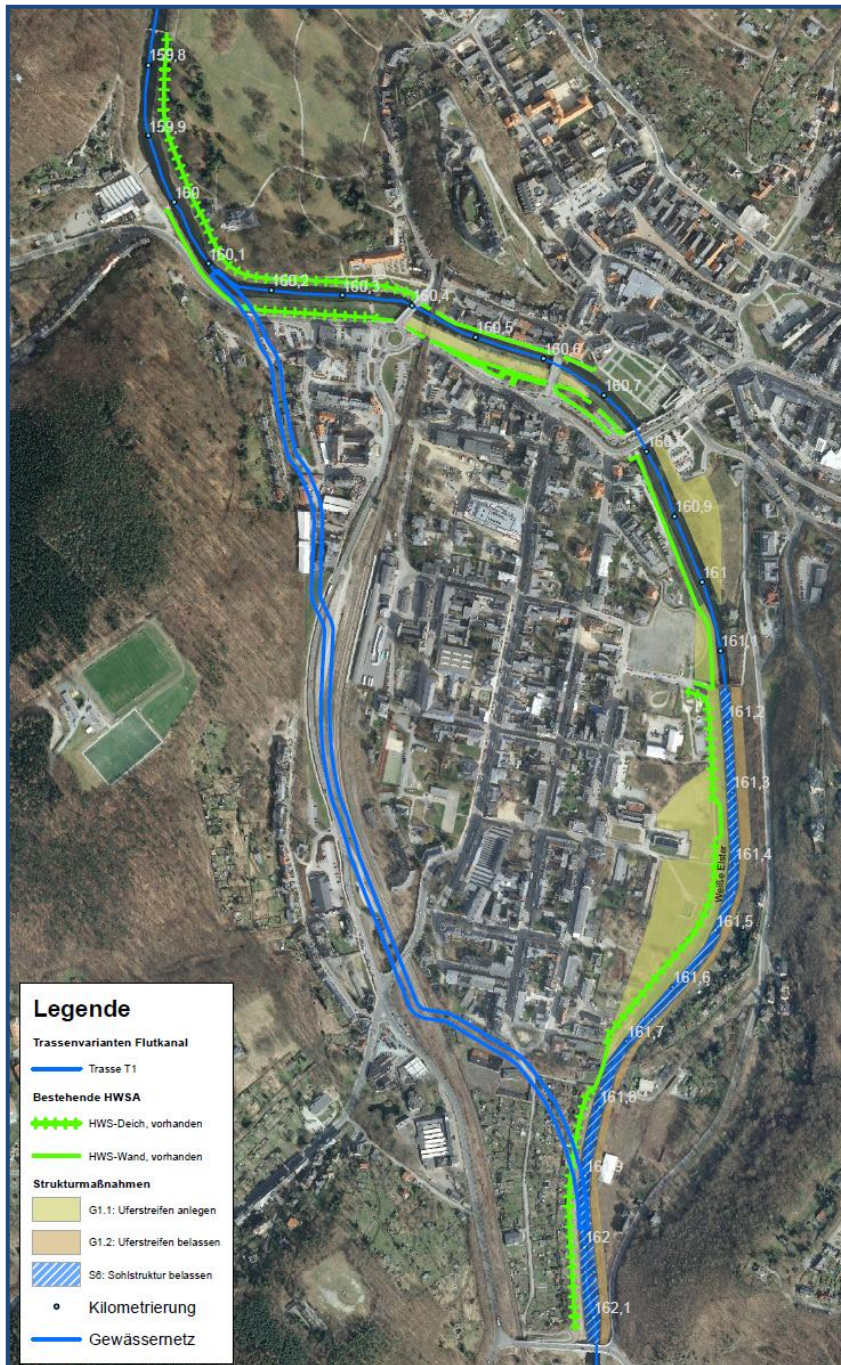 159,8
159,9
160
160,1
160,2
160,3
160,4
160,5
160,6
160,7
160,9
161
161,1
161,2
161,3
161,4
Weiße Elster
161,5
161,6
161,7
161,8
161,9
162
162,1
Legende
Trassenvarianten Flutkanal
Trasse T1
Bestehende HWSA
HWS-Deich, vorhanden
HWS-Wand, vorhanden
Strukturmaßnahmen
G1.1: Uferstreifen anlegen
G1.2: Uferstreifen belassen
S6: Sohlstruktur belassen
Kilometrierung
Gewässernetz